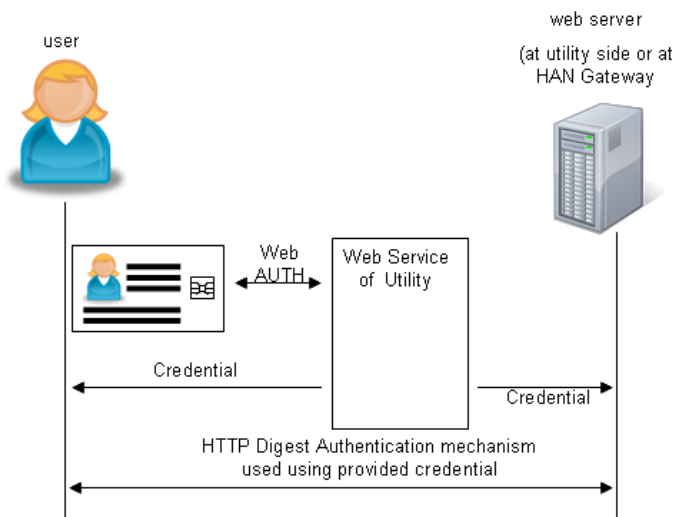 user
web server
(at utility side or at
HAN Gateway
Web
AUTH
Web Service
of Utility
Credential
Credential
HTTP Digest Authentication mechanism
used using provided credential